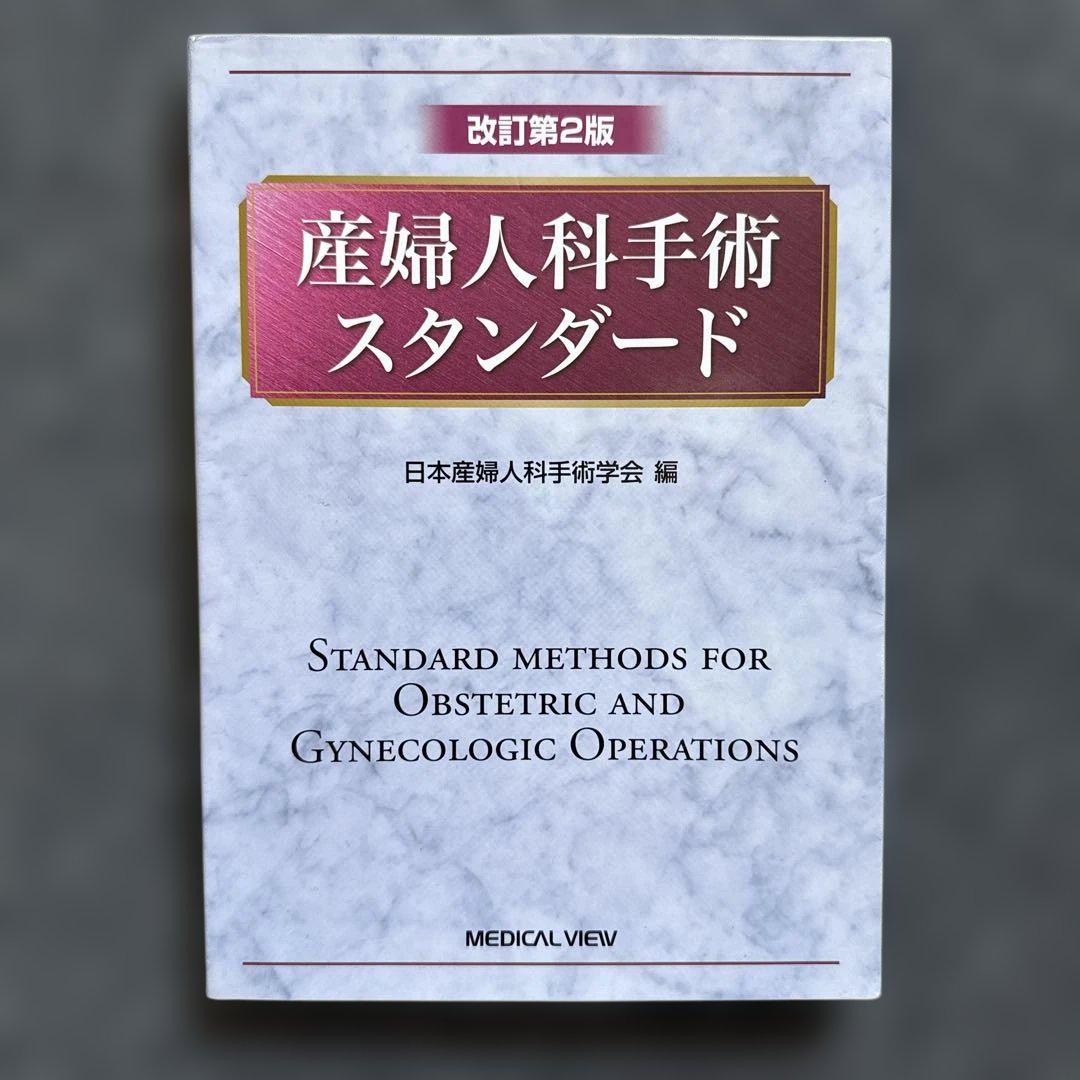 改訂第2版
産婦人科手術
スタンダード
日本産婦人科手術学会 編
STANDARD METHODS FOR
OBSTETRIC AND
GYNECOLOGIC OPERATIONS
MEDICAL VIEW